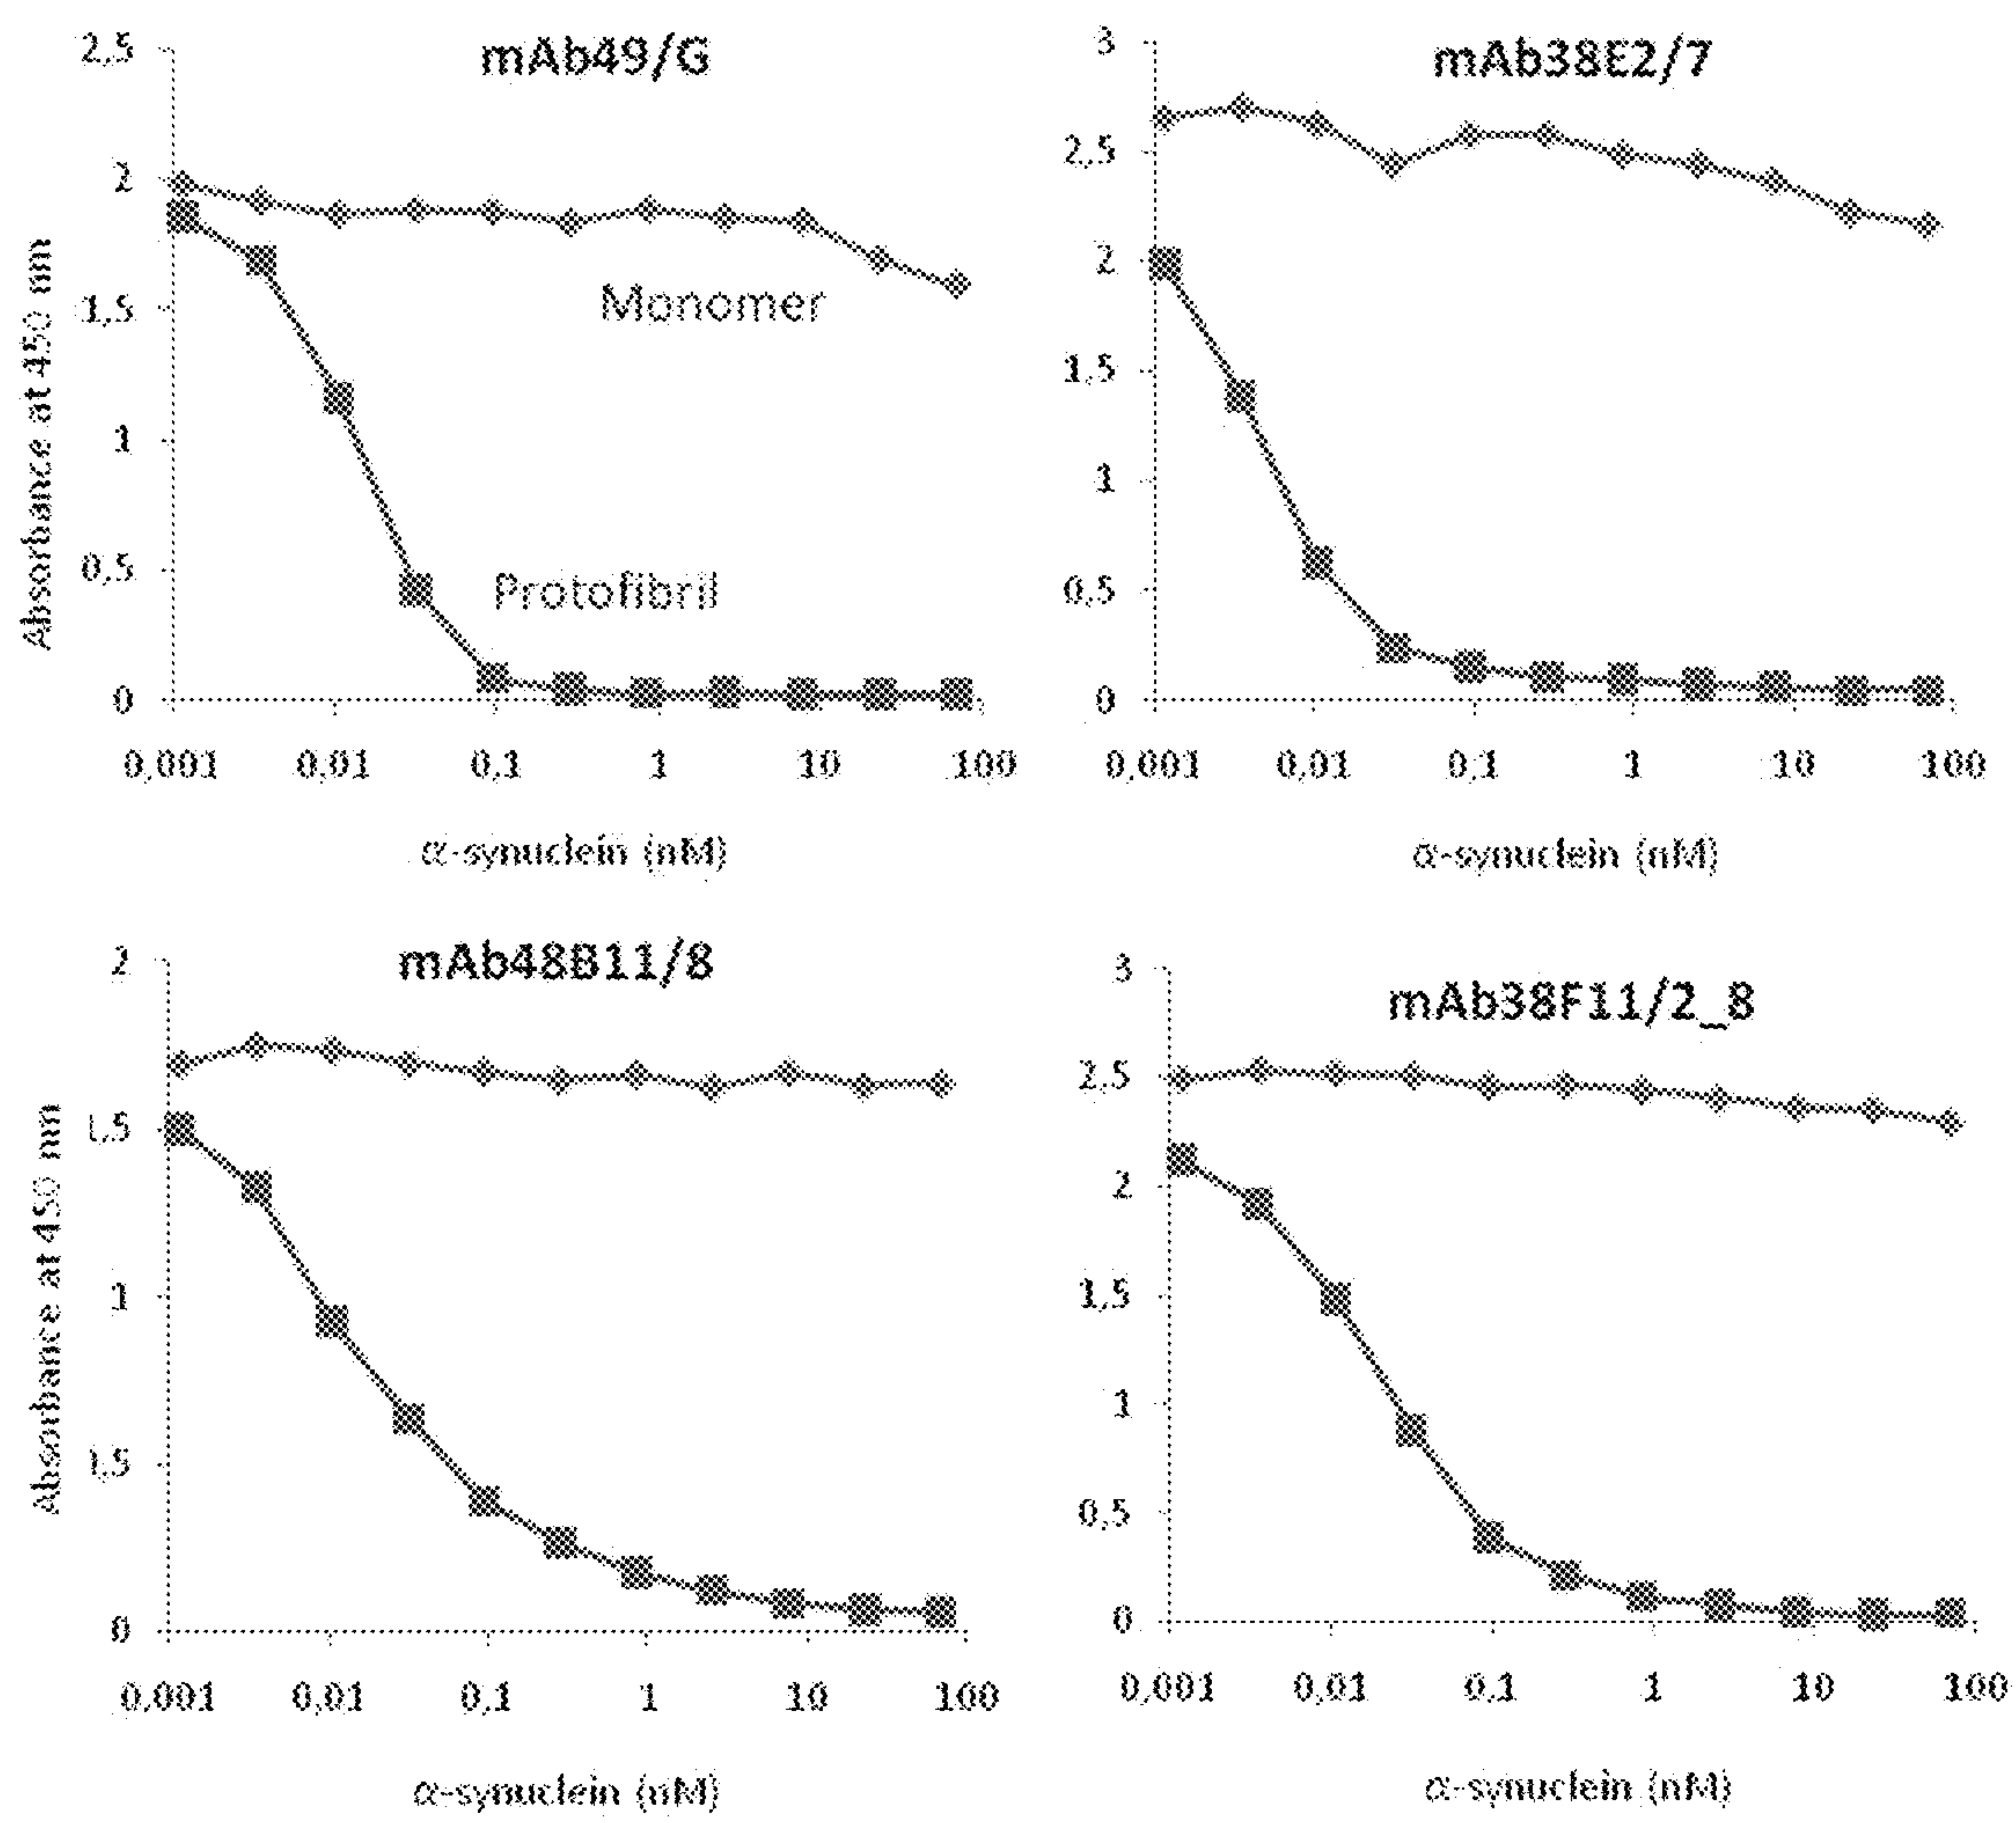 mAb49/G
2,5
2
1,5
1
0,5
0
Absorbance at 450 nm
Monomer
Protofibril
0,001 0,01 0,1 1 10 100
α-synuclein (nM)
mAb38E2/7
3
2,5
2
1,5
1
0,5
0
0,001 0,01 0,1 1 10 100
α-synuclein (nM)
mAb48B11/8
2
1,5
1
1,5
0
Absorbance at 450 nm
0,001 0,01 0,1 1 10 100
α-synuclein (nM)
mAb38F11/2_8
3
2,5
2
1,5
1
0,5
0
0,001 0,01 0,1 1 10 100
α-synuclein (nM)